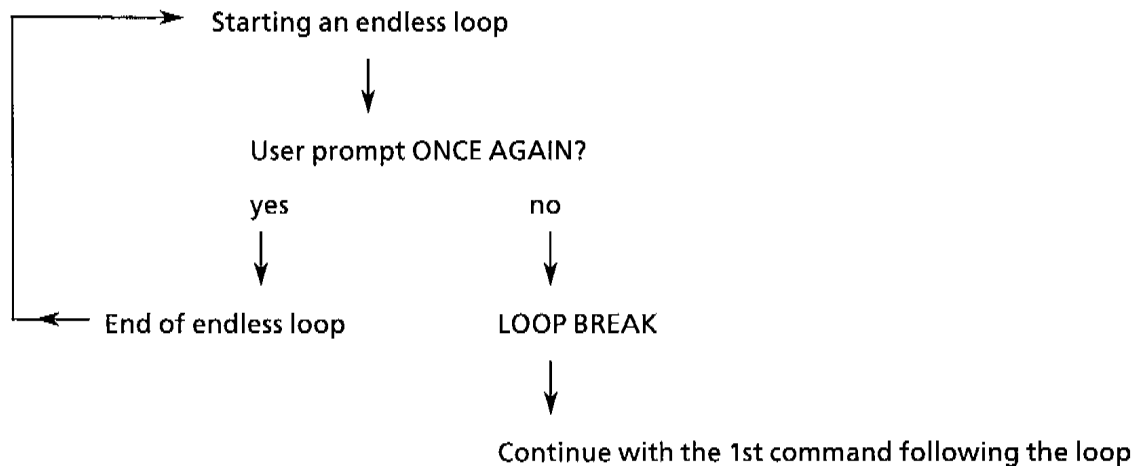 Starting an endless loop
User prompt ONCE AGAIN?
yes no
End of endless loop LOOP BREAK
Continue with the 1st command following the loop